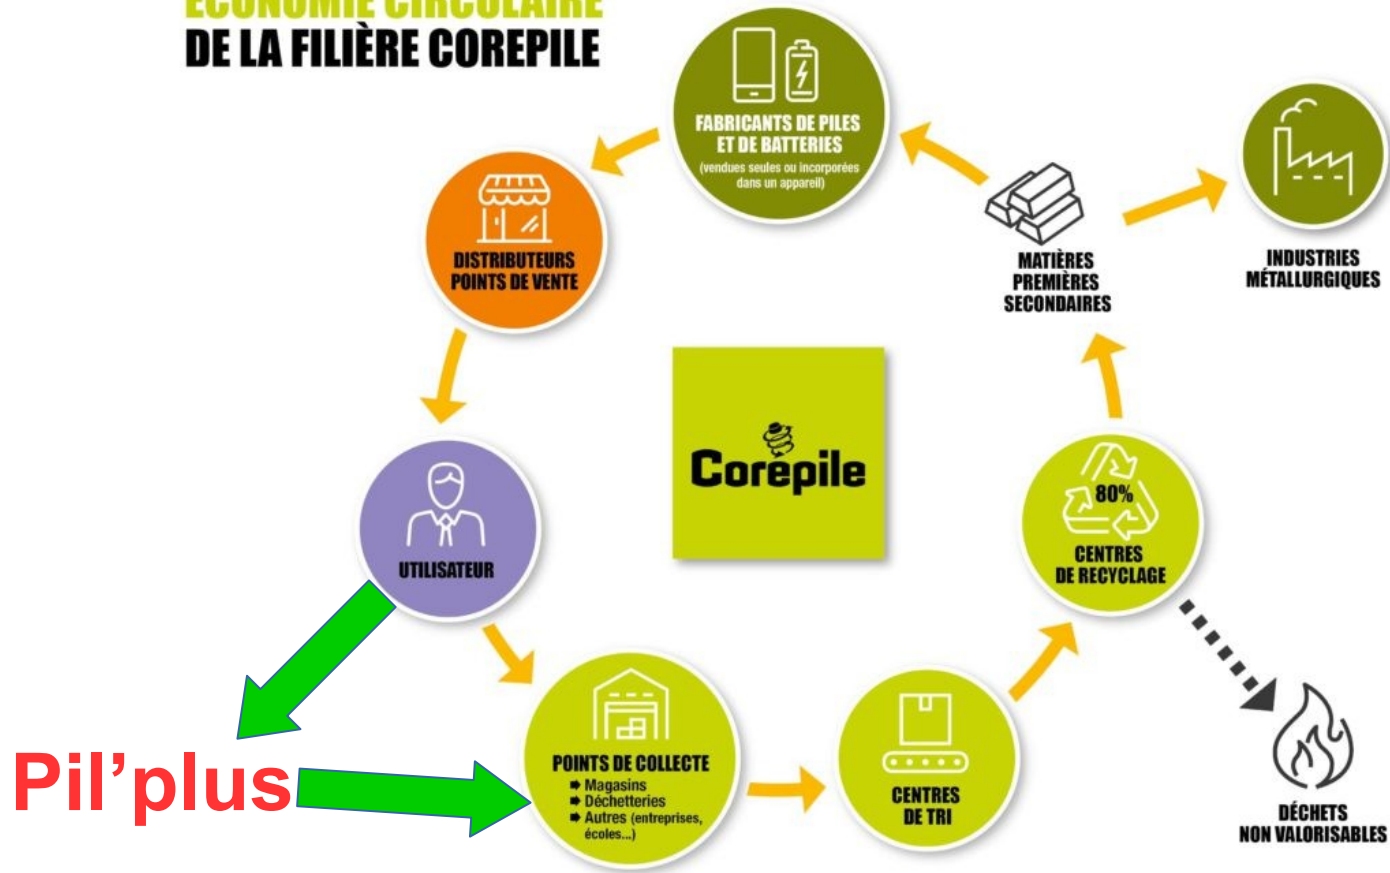 ÉCONOMIE CIRCULAIRE
DE LA FILIÈRE COREPILE
FABRICANTS DE PILES
ET DE BATTERIES
(vendues seules ou incorporées
dans un appareil)
DISTRIBUTEURS
POINTS DE VENTE
MATIÈRES
PREMIÈRES
SECONDAIRES
INDUSTRIES
MÉTALLURGIQUES
Corepile
80%
CENTRES
DE RECYCLAGE
UTILISATEUR
Pil’plus
POINTS DE COLLECTE
➡ Magasins
➡ Déchetteries
➡ Autres (entreprises,
écoles...)
CENTRES
DE TRI
DÉCHETS
NON VALORISABLES